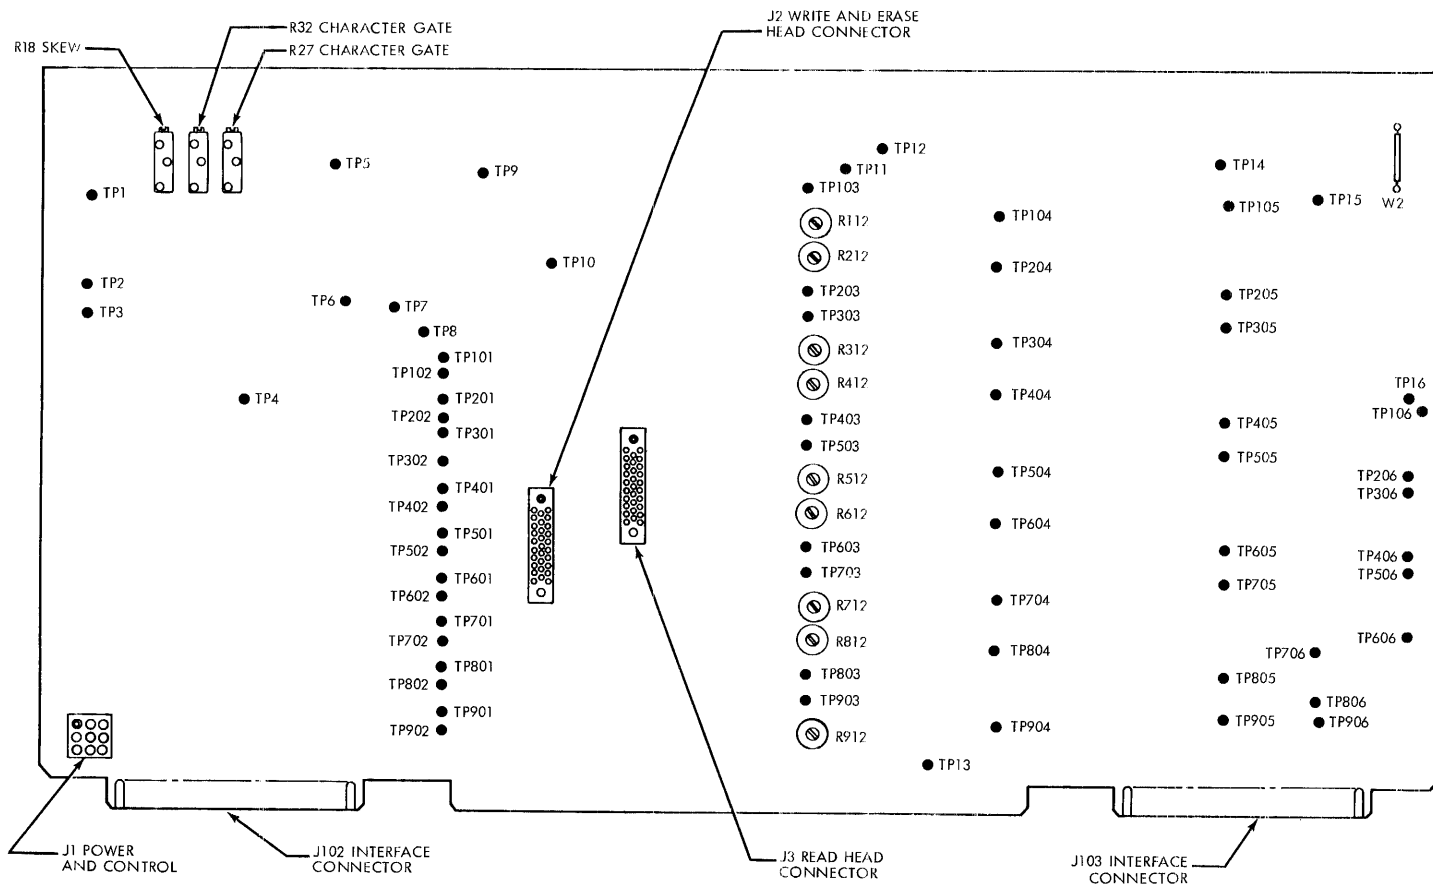 J2 WRITE AND ERASE
HEAD CONNECTOR
R32 CHARACTER GATE
R18 SKEW
R27 CHARACTER GATE
TP12
TP5
TP9
TP11
TP14
TP1
TP103
TP15
W2
TP105
R112
TP104
R212
TP10
TP204
TP2
TP203
TP205
TP6
TP7
TP3
TP303
TP305
TP8
R312
TP304
TP101
TP102
R412
TP16
TP4
TP201
TP404
TP106
TP202
TP403
TP405
TP301
TP503
TP302
TP505
TP504
TP206
R512
TP401
TP306
TP402
R612
TP604
TP501
TP603
TP502
TP605
TP406
TP703
TP506
TP601
TP705
TP602
R712
TP704
TP701
TP702
R812
TP606
TP804
TP706
TP801
TP803
TP805
TP802
TP903
TP806
TP901
TP905
TP906
TP902
R912
TP904
TP13
J1 POWER
AND CONTROL
J102 INTERFACE
CONNECTOR
J3 READ HEAD
CONNECTOR
J103 INTERFACE
CONNECTOR